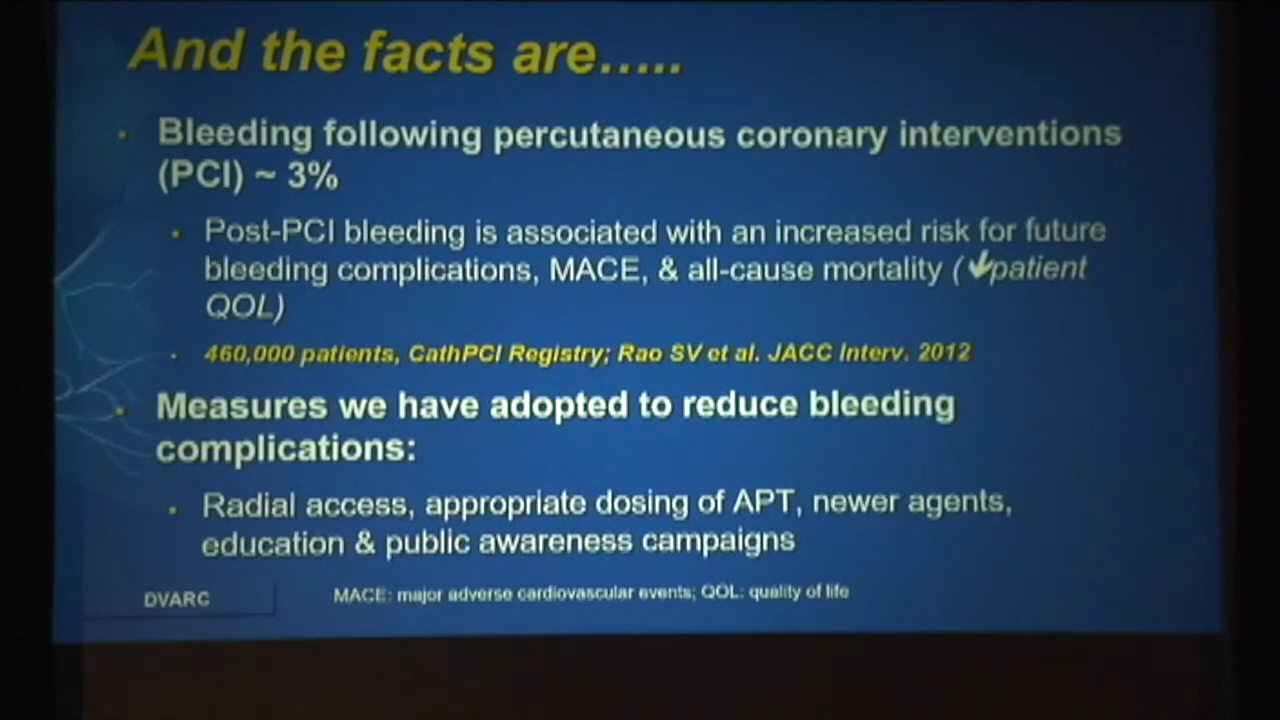 And the facts are.....
Bleeding following percutaneous coronary interventions
(PCI) ~ 3%
Post-PCI bleeding is associated with an increased risk for future
bleeding complications, MACE, & all-cause mortality (↓patient
QOL)
460,000 patients, CathPCI Registry; Rao SV et al. JACC Interv. 2012
Measures we have adopted to reduce bleeding
complications:
Radial access, appropriate dosing of APT, newer agents,
education & public awareness campaigns
DVARC
MACE: major adverse cardiovascular events; QOL: quality of life